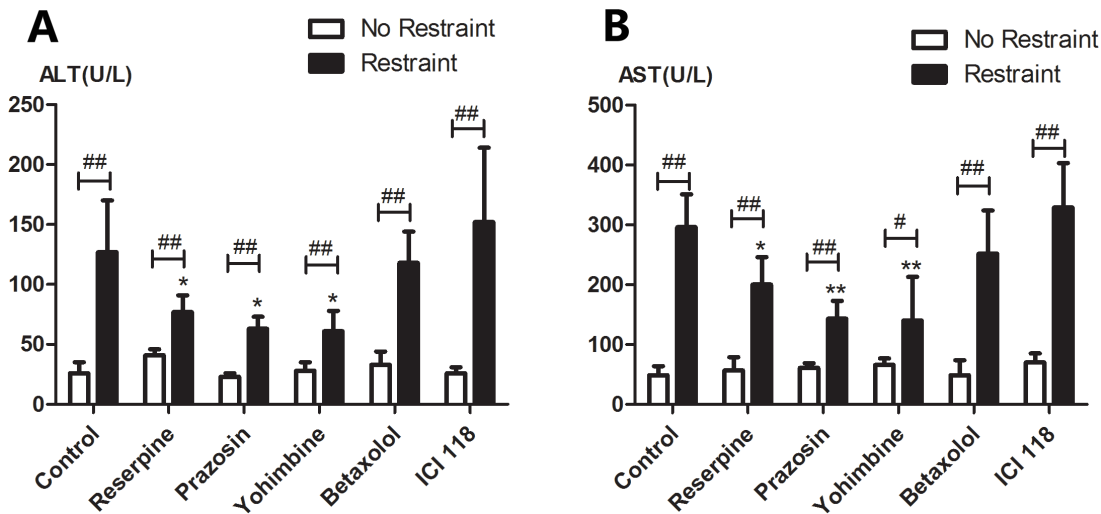 A
No Restraint
Restraint
ALT(U/L)
250
200
150
100
50
0
##
##
##
##
##
##
*
*
*
Control
Reserpine
Prazosin
Yohimbine
Betaxolol
ICI 118
B
No Restraint
Restraint
AST(U/L)
500
400
300
200
100
0
##
##
##
#
##
##
*
**
**
Control
Reserpine
Prazosin
Yohimbine
Betaxolol
ICI 118